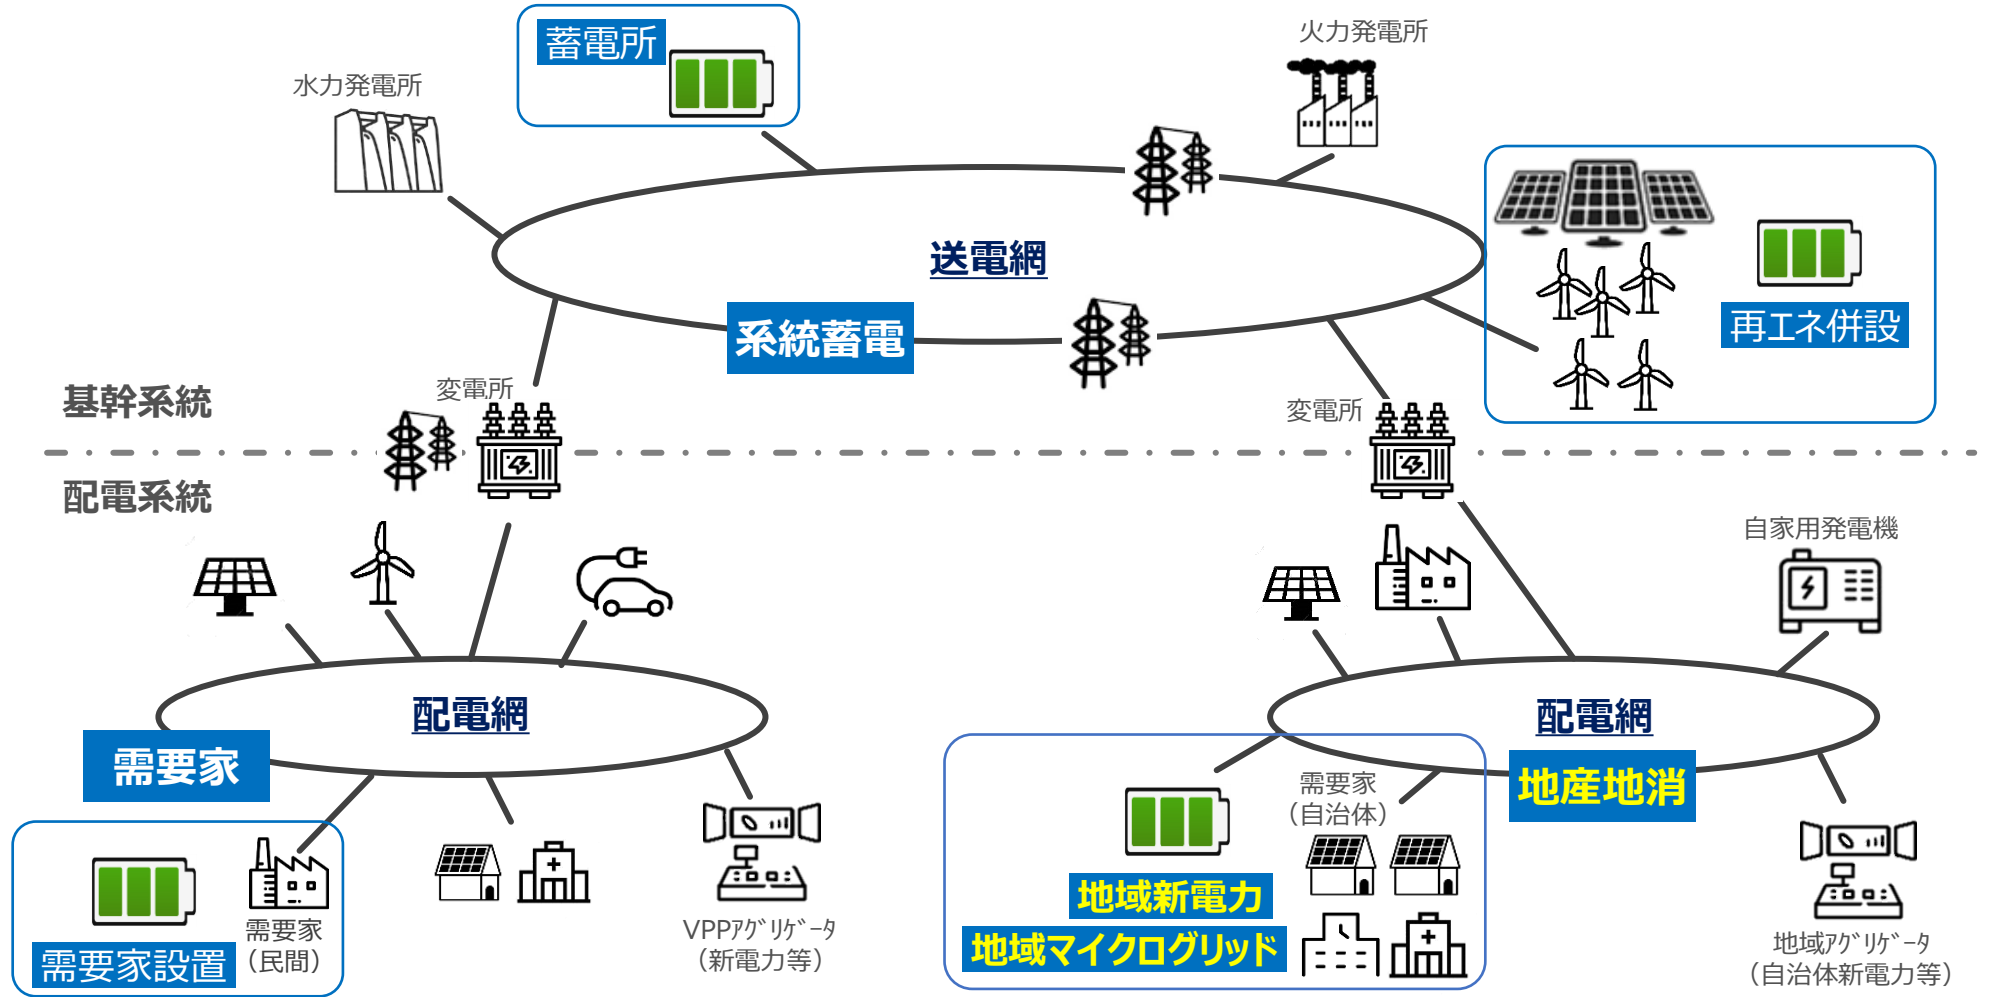 蓄電所
火力発電所
水力発電所
送電網
系統蓄電
再エネ併設
変電所
変電所
基幹系統
配電系統
自家用発電機
配電網
配電網
需要家
地産地消
需要家
（自治体）
地域新電力
地域マイクログリッド
需要家
（民間）
需要家設置
VPPｱｸﾞﾘｹﾞｰﾀ
（新電力等）
地域ｱｸﾞﾘｹﾞｰﾀ
（自治体新電力等）